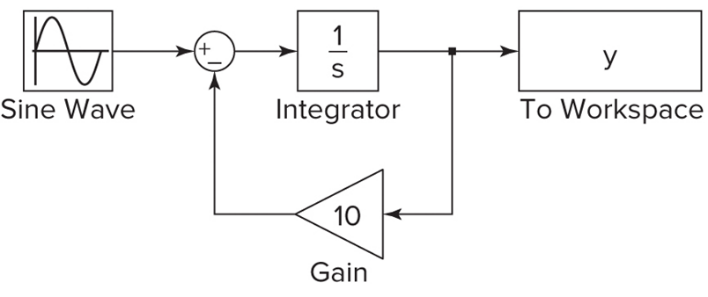 +
−
1
s
y
Sine Wave
Integrator
To Workspace
10
Gain